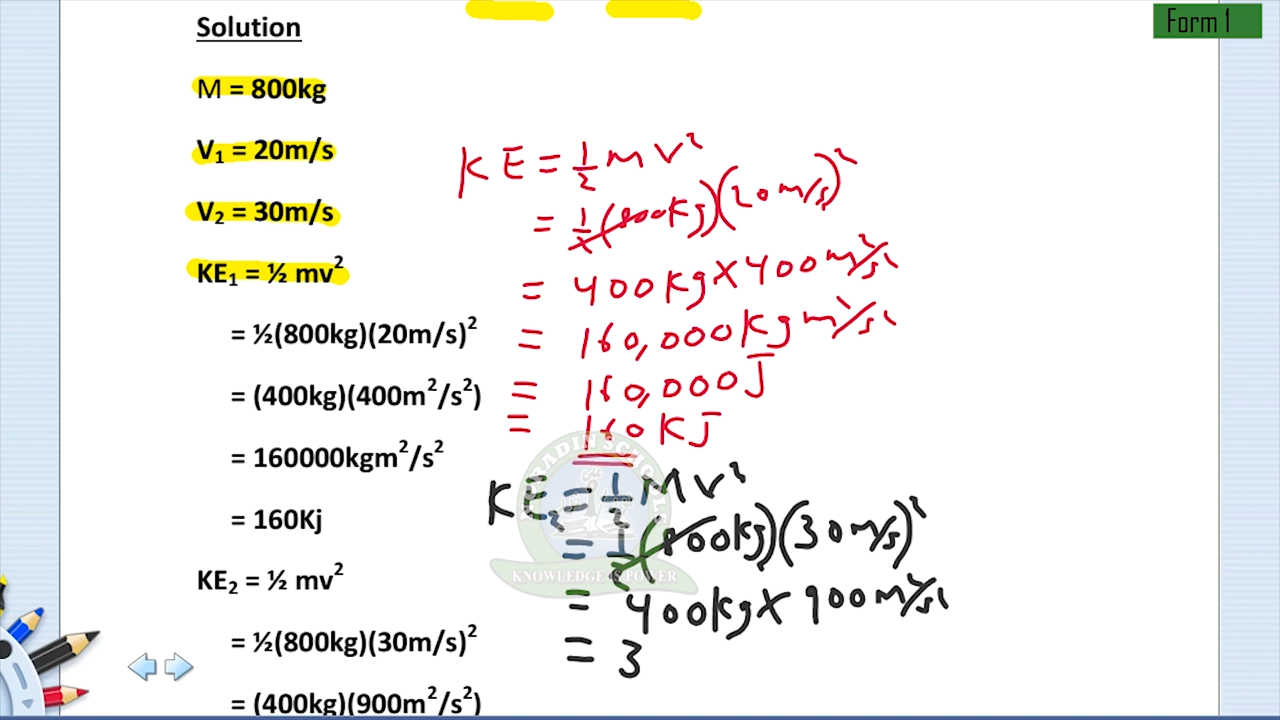 Form 1
Solution
M = 800kg
V₁ = 20m/s
V₂ = 30m/s
KE₁ = ½ mv²
= ½(800kg)(20m/s)²
= (400kg)(400m²/s²)
= 160000kgm²/s²
= 160Kj
KE₂ = ½ mv²
= ½(800kg)(30m/s)²
= (400kg)(900m²/s²)
KE = ½ MV²
= ½ (800kg)(20m/s)²
= 400kg X 400m²/s²
= 160,000kgm²/s²
= 160,000J
= 160KJ
KE₂ = ½ MV²
= ½ (800kg)(30m/s)²
= 400kg X 900m²/s²
= 3
KNOWLEDGE IS POWER